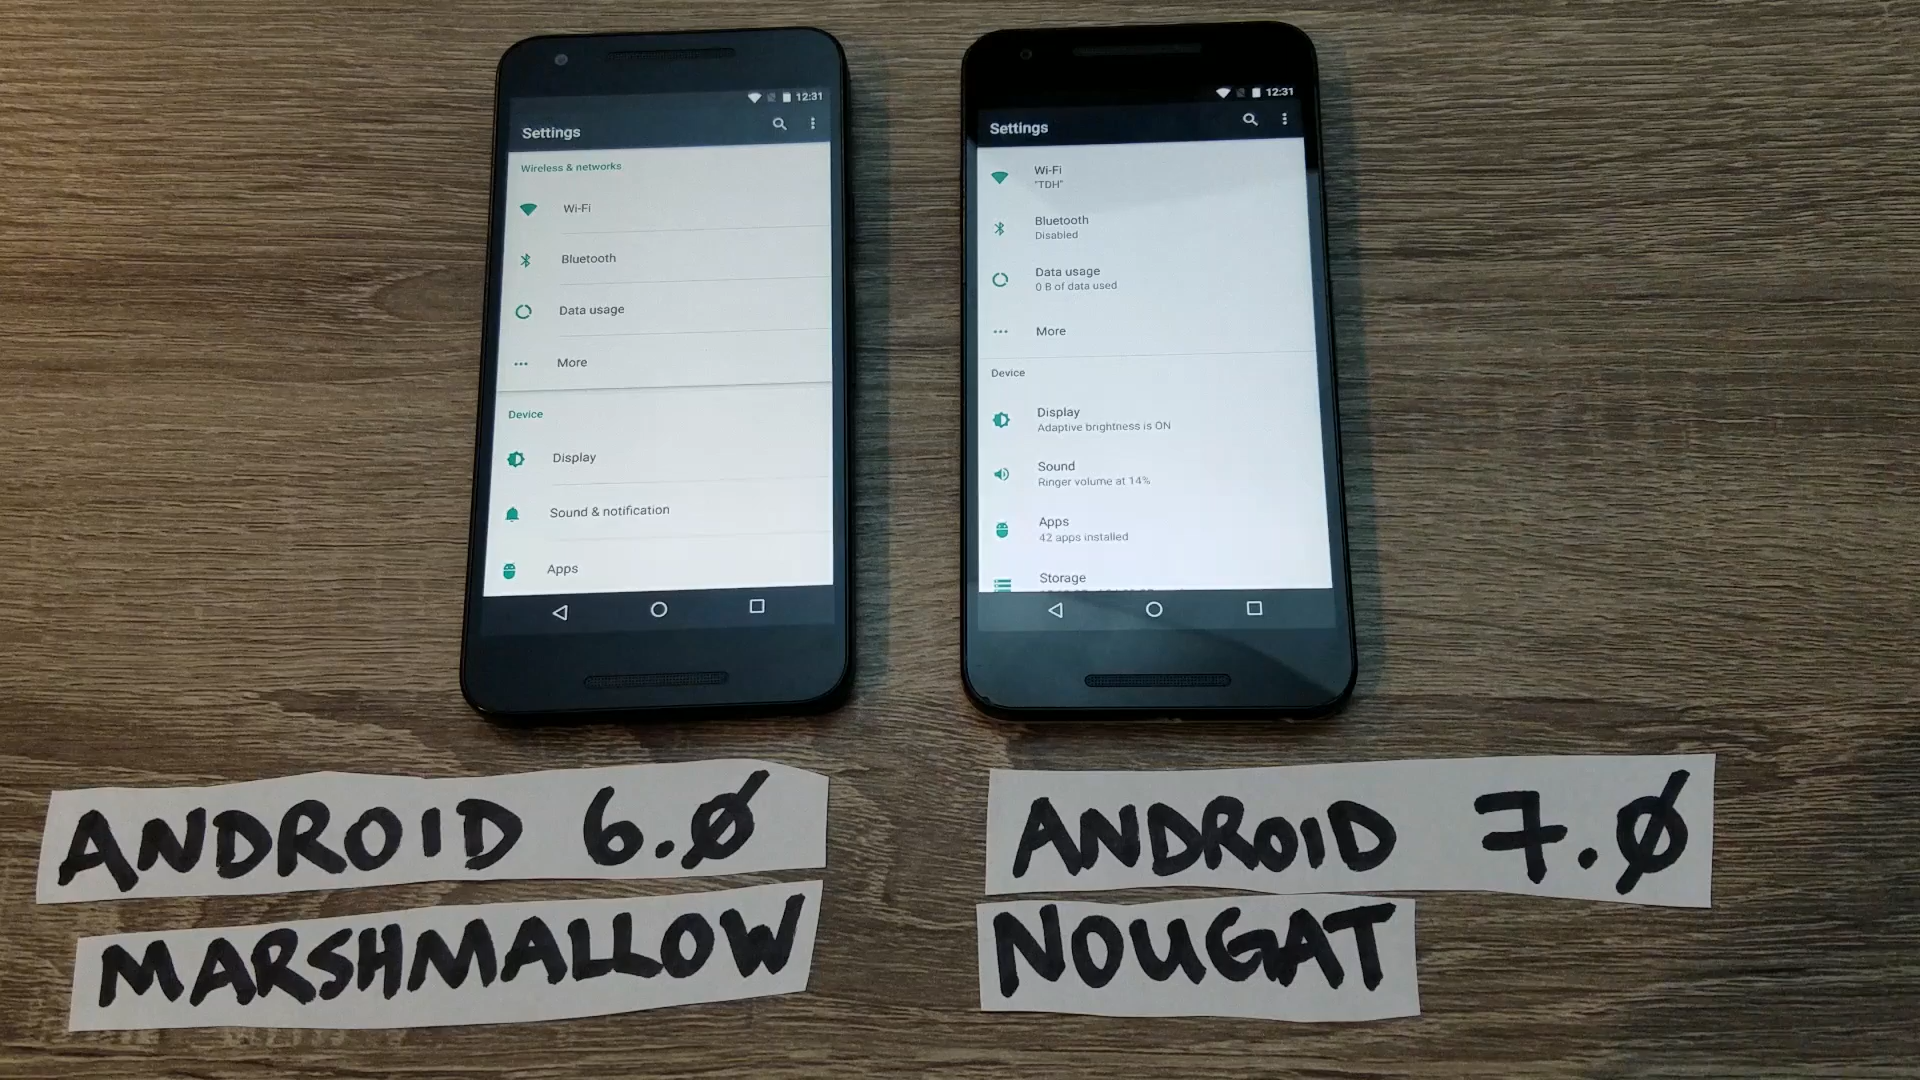 12:31
Settings
Wireless & networks
Wi-Fi
Bluetooth
Data usage
More
Device
Display
Sound & notification
Apps
12:31
Settings
Wi-Fi
"TDH"
Bluetooth
Disabled
Data usage
0 B of data used
More
Device
Display
Adaptive brightness is ON
Sound
Ringer volume at 14%
Apps
42 apps installed
Storage
ANDROID 6.0
MARSHMALLOW
ANDROID 7.0
NOUGAT